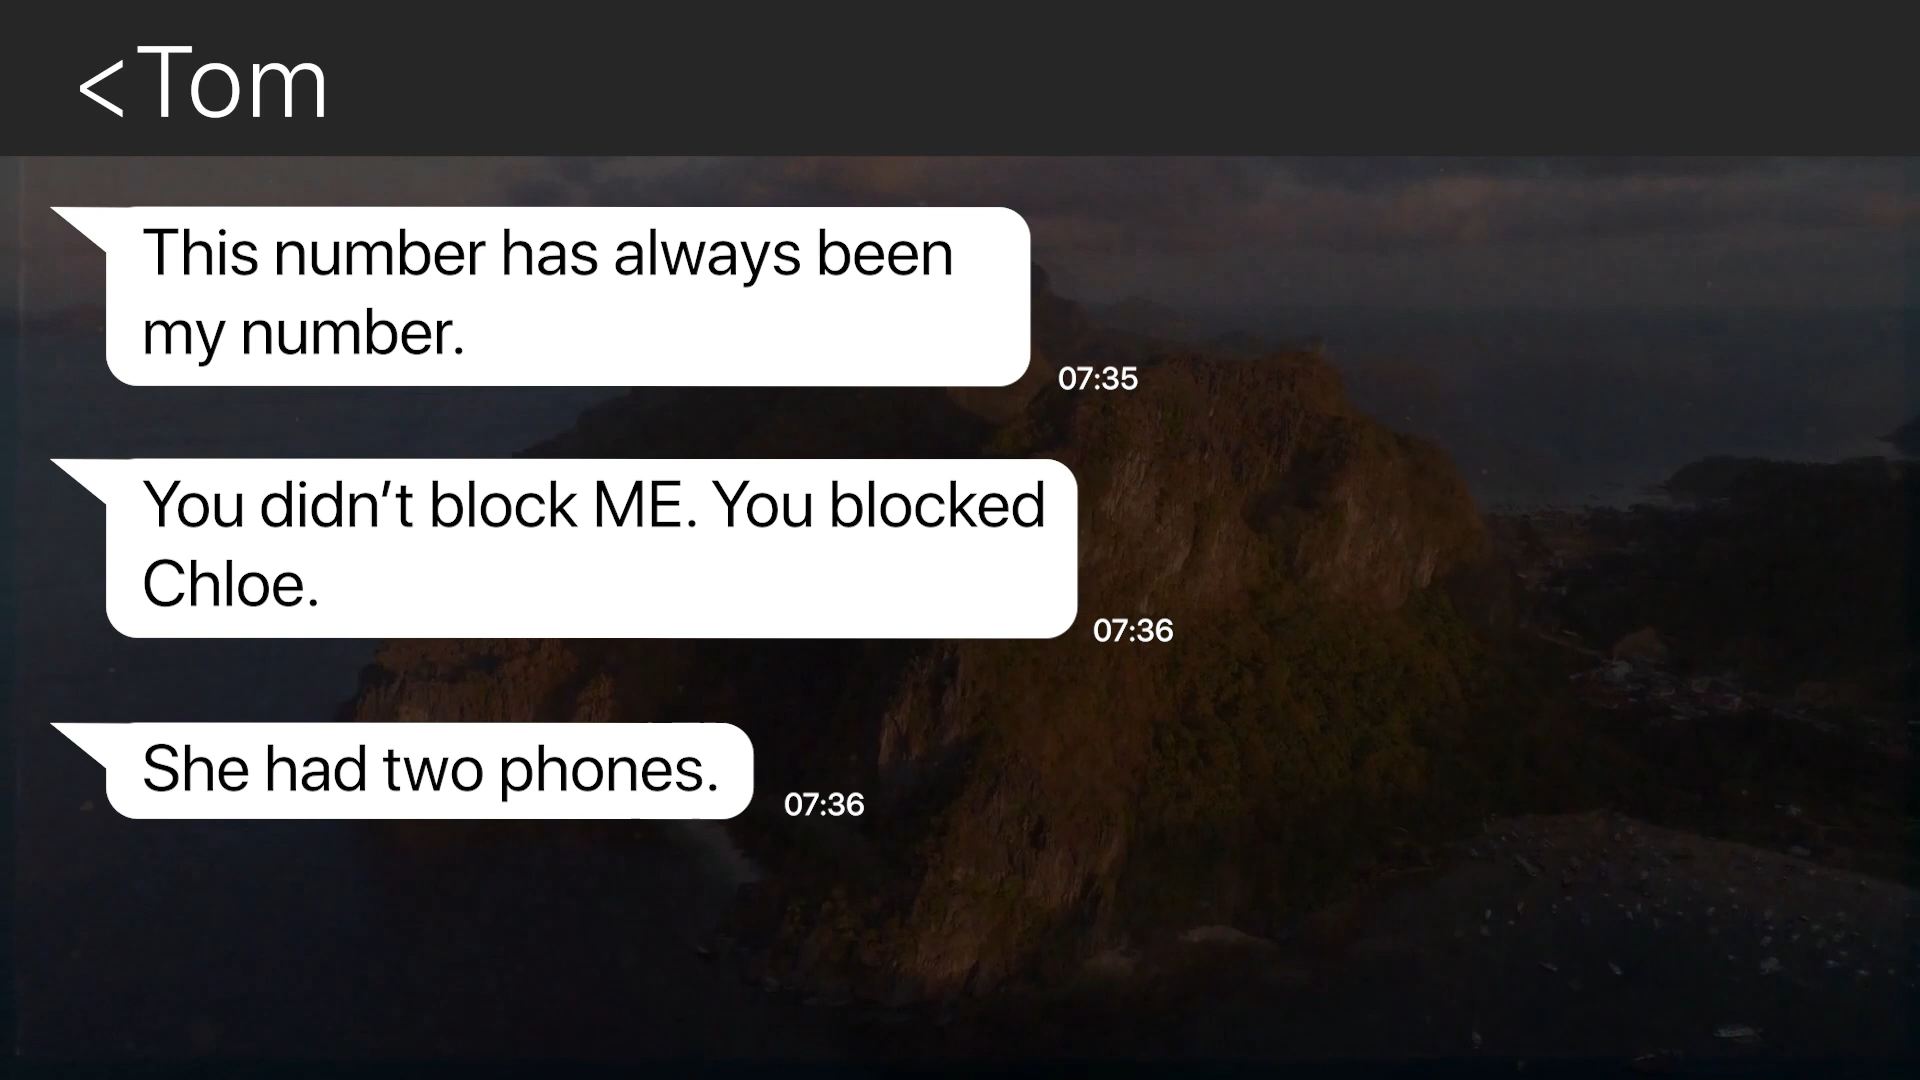 <Tom
This number has always been
my number.
07:35
You didn’t block ME. You blocked
Chloe.
07:36
She had two phones.
07:36